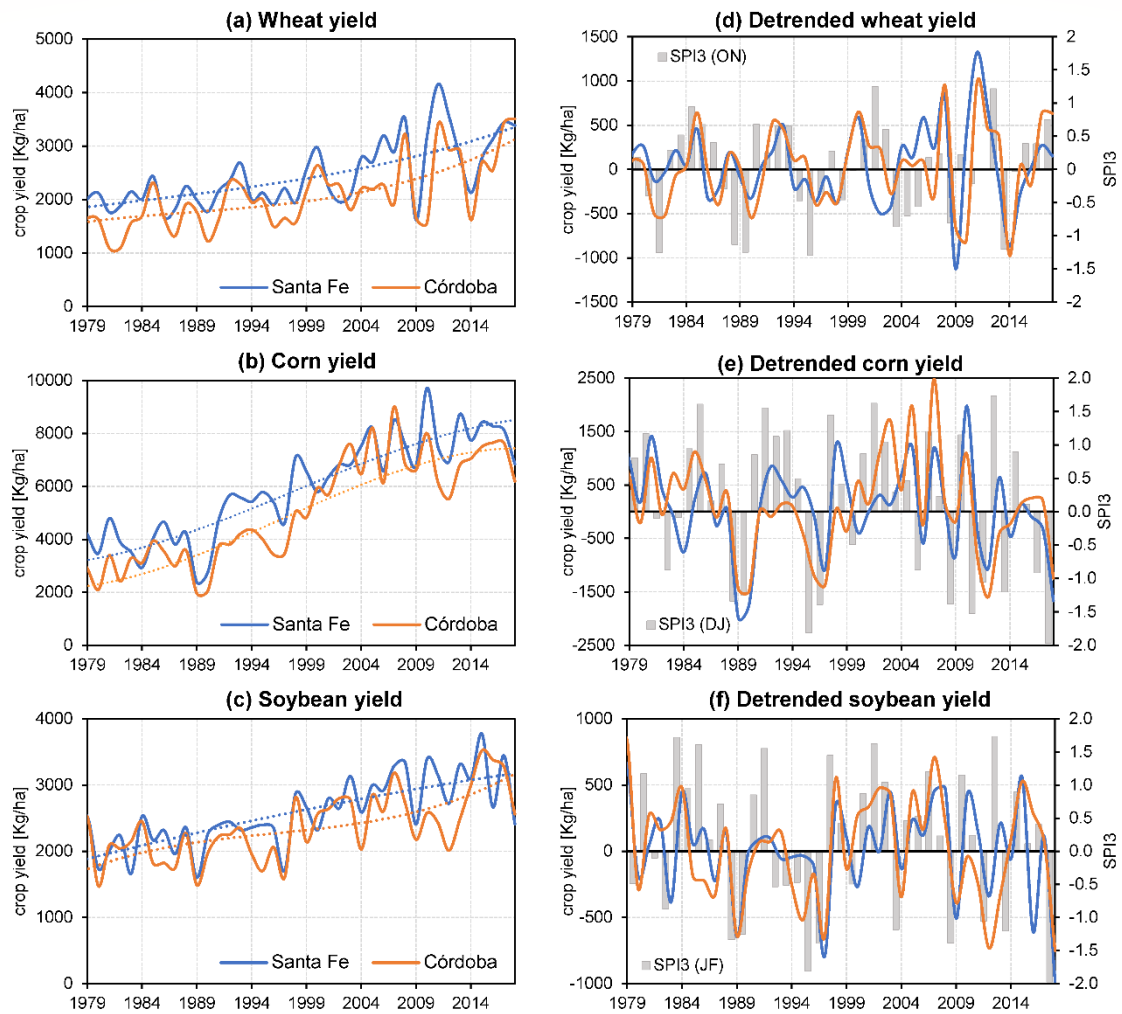 (a) Wheat yield
crop yield [Kg/ha]
5000
4000
3000
2000
1000
0
Santa Fe
Córdoba
1979 1984 1989 1994 1999 2004 2009 2014
(d) Detrended wheat yield
crop yield [Kg/ha]
1500
1000
500
0
-500
-1000
-1500
SPI3 (ON)
2
1.5
1
0.5
0
-0.5
-1
-1.5
-2
SPI3
1979 1984 1989 1994 1999 2004 2009 2014
(b) Corn yield
crop yield [Kg/ha]
10000
8000
6000
4000
2000
0
Santa Fe
Córdoba
1979 1984 1989 1994 1999 2004 2009 2014
(e) Detrended corn yield
crop yield [Kg/ha]
2500
1500
500
-500
-1500
-2500
SPI3 (DJ)
2.0
1.5
1.0
0.5
0.0
-0.5
-1.0
-1.5
-2.0
SPI3
1979 1984 1989 1994 1999 2004 2009 2014
(c) Soybean yield
crop yield [Kg/ha]
4000
3000
2000
1000
0
Santa Fe
Córdoba
1979 1984 1989 1994 1999 2004 2009 2014
(f) Detrended soybean yield
crop yield [Kg/ha]
1000
500
0
-500
-1000
SPI3 (JF)
2.0
1.5
1.0
0.5
0.0
-0.5
-1.0
-1.5
-2.0
SPI3
1979 1984 1989 1994 1999 2004 2009 2014